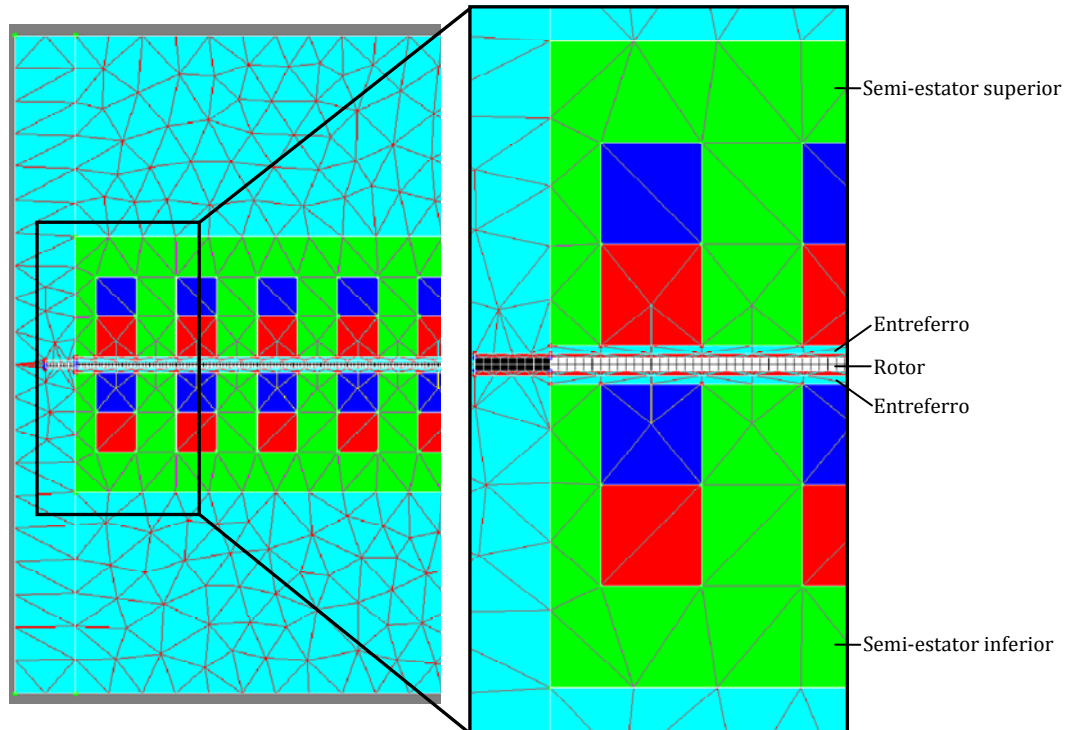 Semi-estator superior
Entreferro
Rotor
Entreferro
Semi-estator inferior